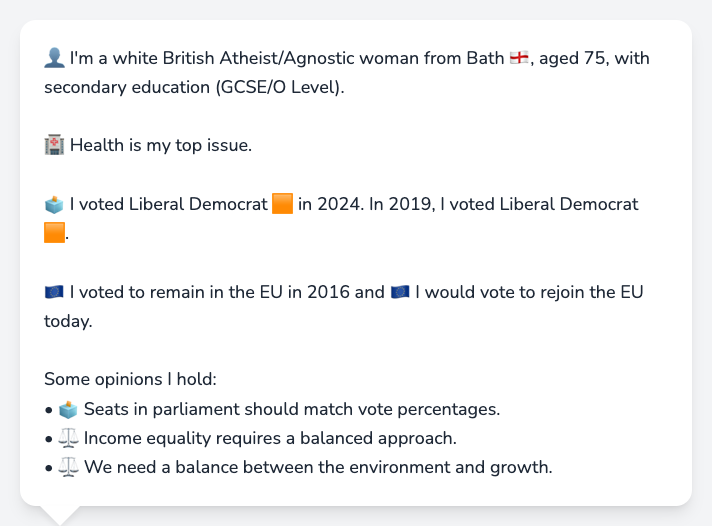 👤 I'm a white British Atheist/Agnostic woman from Bath 🏴󠁧󠁢󠁥󠁮󠁧󠁿, aged 75, with
secondary education (GCSE/O Level).
🏥 Health is my top issue.
🗳️ I voted Liberal Democrat 🟧 in 2024. In 2019, I voted Liberal Democrat
🟧.
🇪🇺 I voted to remain in the EU in 2016 and 🇪🇺 I would vote to rejoin the EU
today.
Some opinions I hold:
• 🗳️ Seats in parliament should match vote percentages.
• ⚖️ Income equality requires a balanced approach.
• ⚖️ We need a balance between the environment and growth.